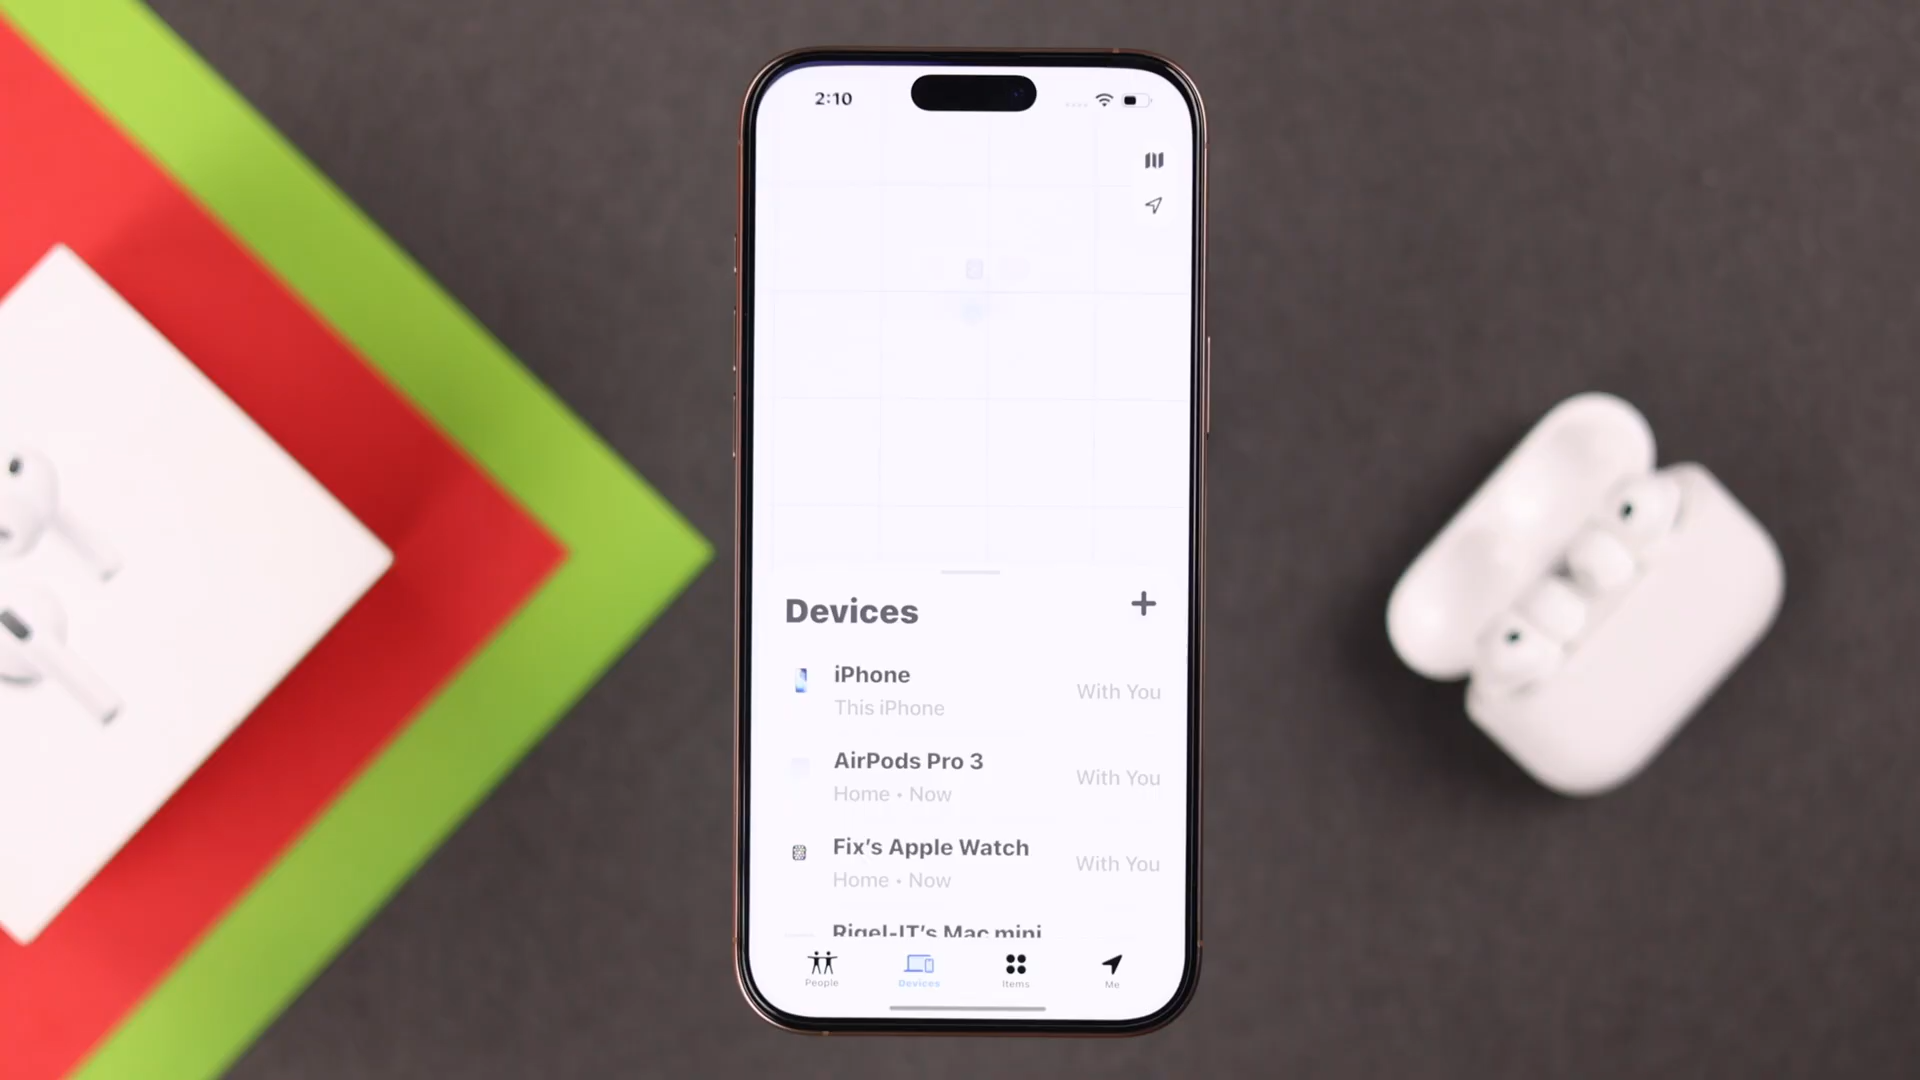 2:10
Devices
iPhone
This iPhone
With You
AirPods Pro 3
Home • Now
With You
Fix’s Apple Watch
Home • Now
With You
Rigel-IT’s Mac mini
People
Devices
Items
Me